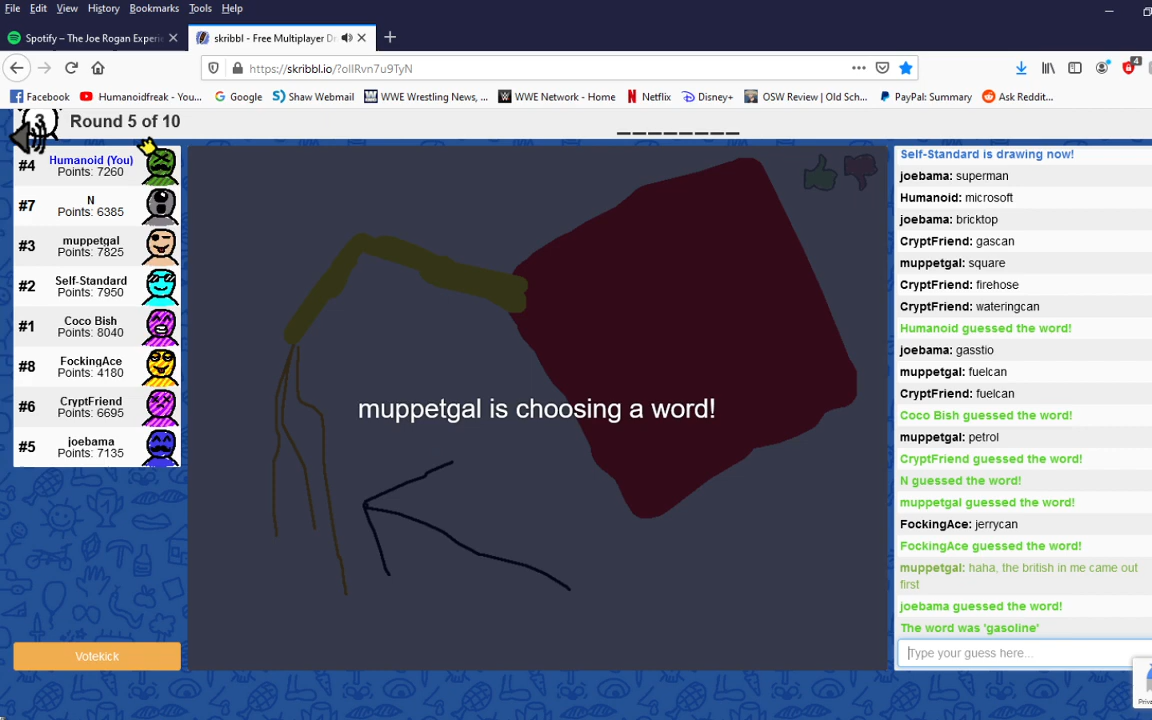 File Edit View History Bookmarks Tools Help
Spotify – The Joe Rogan Experi
skribbl - Free Multiplayer Dr
https://skribbl.io/?olIRvn7u9TyN
4
Facebook Humanoidfreak - You... Google Shaw Webmail WWE Wrestling News, ... WWE Network - Home Netflix Disney+ OSW Review | Old Sch... PayPal: Summary Ask Reddit...
3 Round 5 of 10 ________
#4 Humanoid (You)
Points: 7260
#7 N
Points: 6385
#3 muppetgal
Points: 7825
#2 Self-Standard
Points: 7950
#1 Coco Bish
Points: 8040
#8 FockingAce
Points: 4180
#6 CryptFriend
Points: 6695
#5 joebama
Points: 7135
Votekick
muppetgal is choosing a word!
Self-Standard is drawing now!
joebama: superman
Humanoid: microsoft
joebama: bricktop
CryptFriend: gascan
muppetgal: square
CryptFriend: firehose
CryptFriend: wateringcan
Humanoid guessed the word!
joebama: gasstio
muppetgal: fuelcan
CryptFriend: fuelcan
Coco Bish guessed the word!
muppetgal: petrol
CryptFriend guessed the word!
N guessed the word!
muppetgal guessed the word!
FockingAce: jerrycan
FockingAce guessed the word!
muppetgal: haha, the british in me came out
first
joebama guessed the word!
The word was 'gasoline'
Type your guess here...